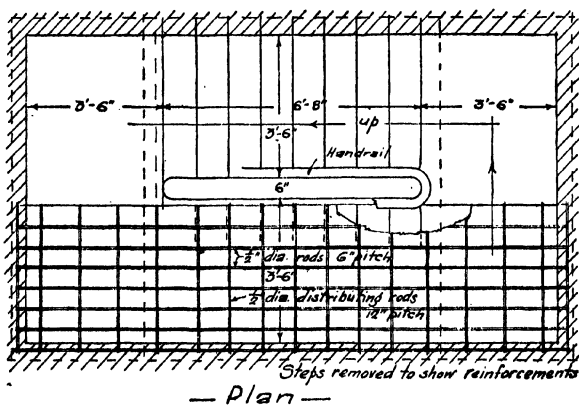 3'-6" 6'-8" 3'-6"
up
3'-6"
Handrail
6"
½" dia. rods 6" pitch
3'-6"
½ dia. distributing rods
12" pitch
Steps removed to show reinforcements
— Plan —